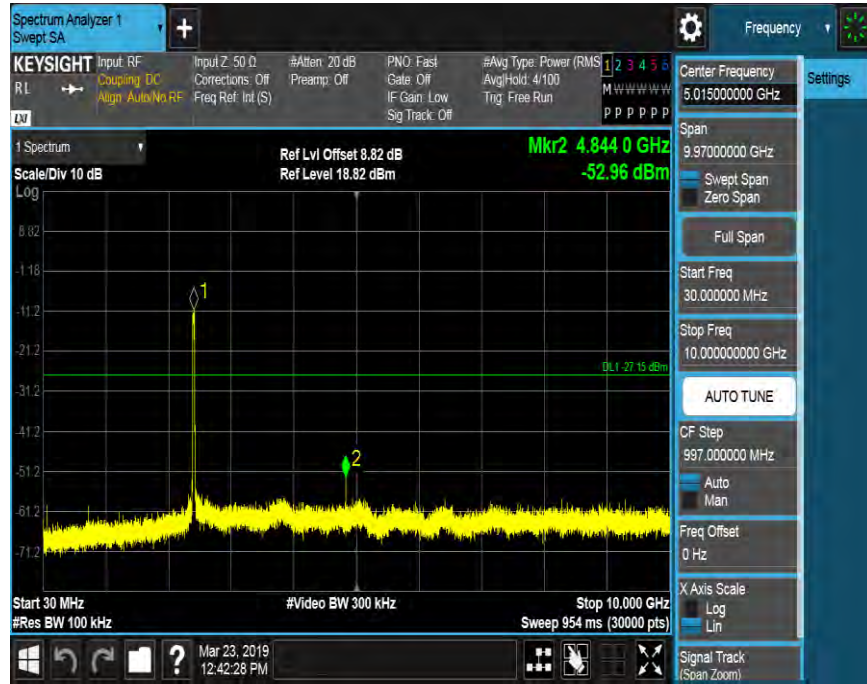 Spectrum Analyzer 1
Swept SA
+
Frequency
KEYSIGHT Input: RF Input Z: 50 Ω #Atten: 20 dB PNO: Fast #Avg Type: Power (RMS 1 2 3 4 5 6
RL Coupling: DC Corrections: Off Preamp: Off Gate: Off Avg|Hold: 4/100 M W W W W W
Align: Auto/No RF Freq Ref: Int (S) IF Gain: Low Trig: Free Run
LXI Sig Track: Off P P P P P P
1 Spectrum
Scale/Div 10 dB
Ref Lvl Offset 8.82 dB
Ref Level 18.82 dBm
Mkr2 4.844 0 GHz
-52.96 dBm
Log
8.82
-1.18
1
-11.2
-21.2
DL1 -27.15 dBm
-31.2
-41.2
2
-51.2
-61.2
-71.2
Start 30 MHz #Video BW 300 kHz Stop 10.000 GHz
#Res BW 100 kHz Sweep 954 ms (30000 pts)
?
Mar 23, 2019
12:42:28 PM
Center Frequency
5.015000000 GHz
Settings
Span
9.97000000 GHz
Swept Span
Zero Span
Full Span
Start Freq
30.000000 MHz
Stop Freq
10.000000000 GHz
AUTO TUNE
CF Step
997.000000 MHz
Auto
Man
Freq Offset
0 Hz
X Axis Scale
Log
Lin
Signal Track
(Span Zoom)